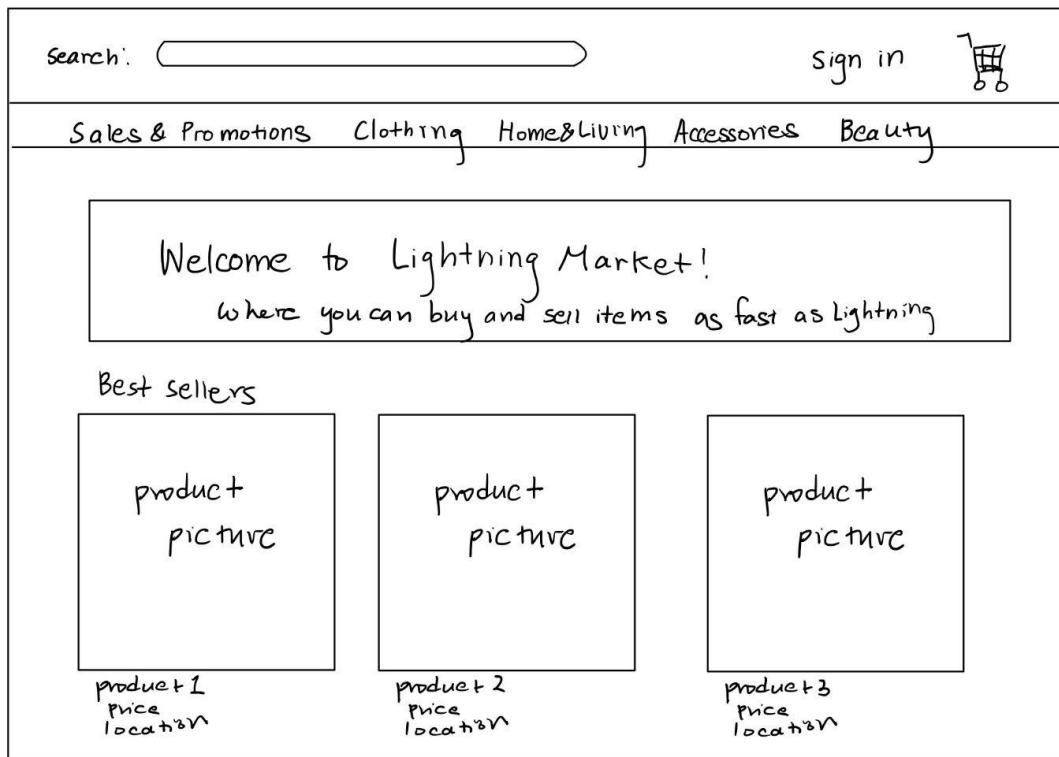 search:
sign in
Sales & Promotions Clothing Home&Living Accessories Beauty
Welcome to Lightning Market!
where you can buy and sell items as fast as Lightning
Best sellers
product picture
product picture
product picture
product 1
price
location
product 2
price
location
product 3
price
location